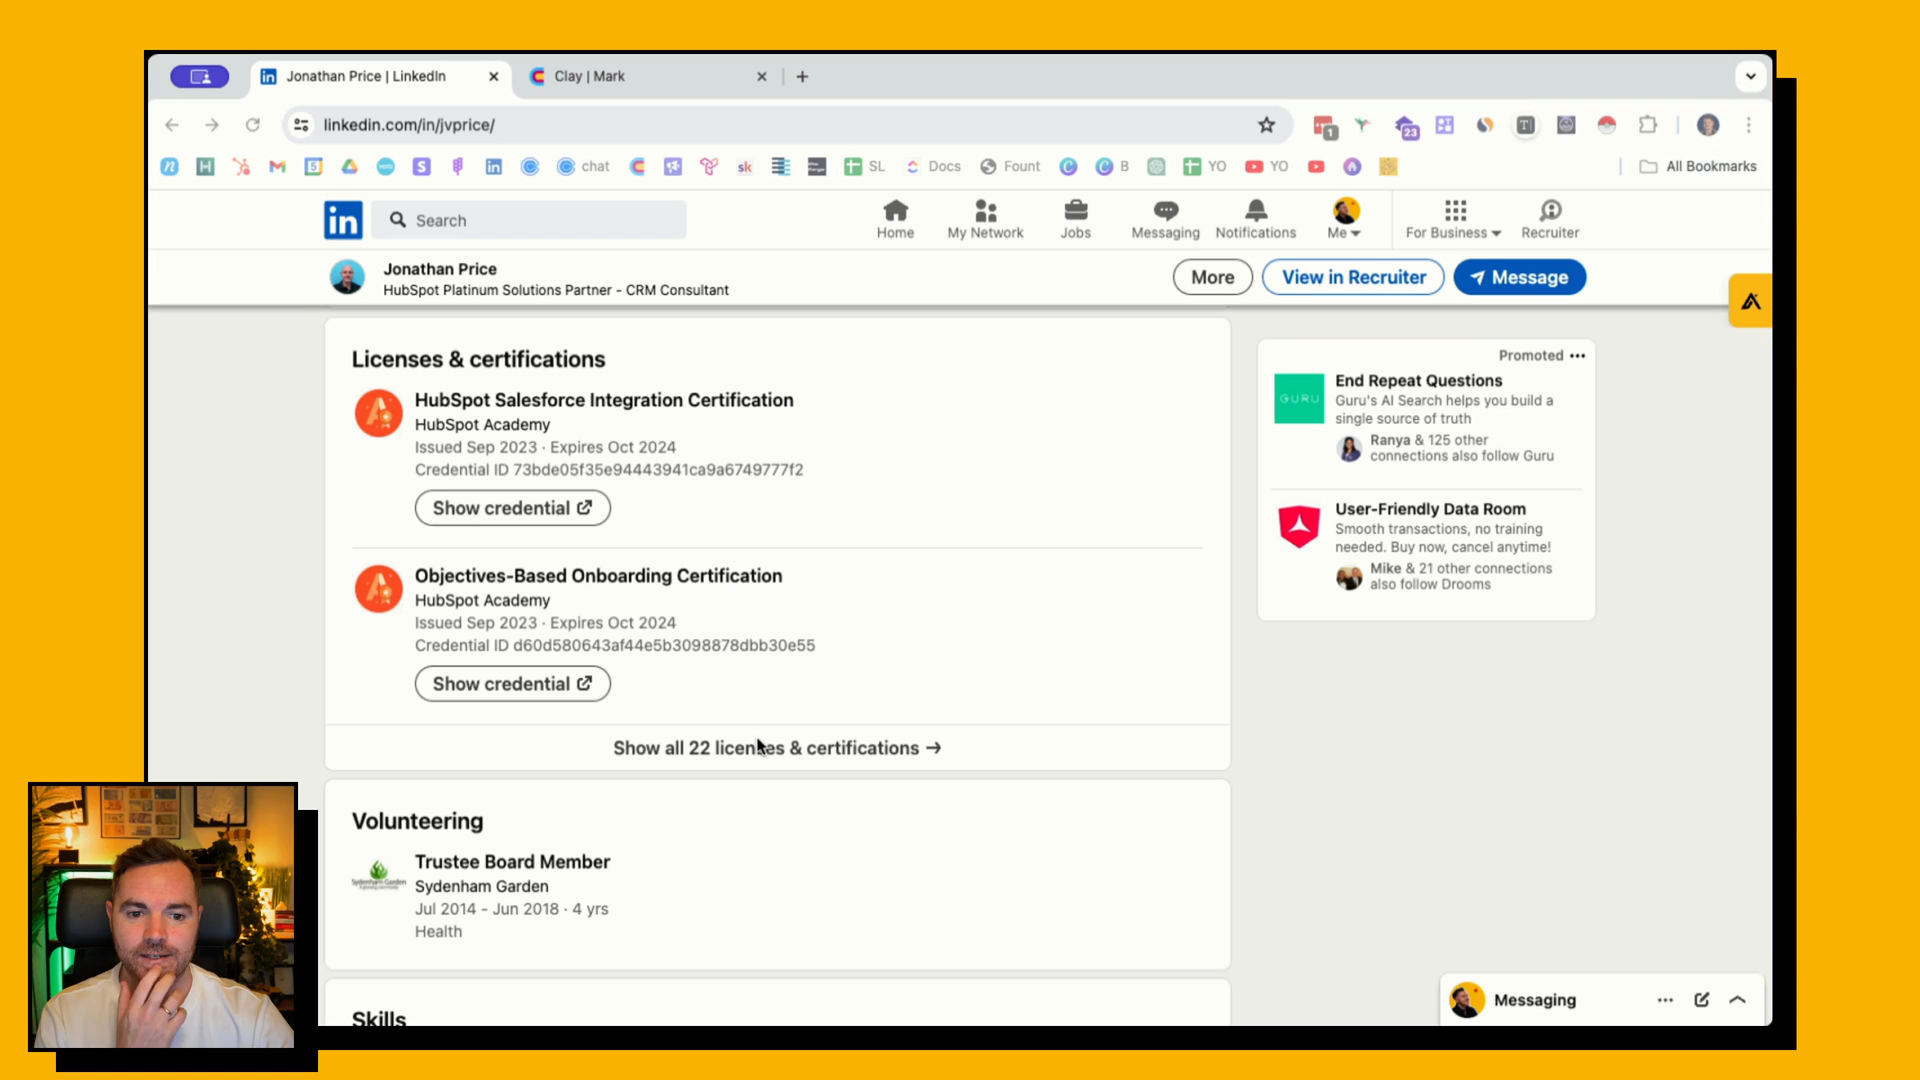 Jonathan Price | LinkedIn
Clay | Mark
linkedin.com/in/jvprice/
1
23
5
chat
sk
SL
Docs
Fount
B
YO
YO
All Bookmarks
in
Search
Home
My Network
Jobs
Messaging
Notifications
Me
For Business
Recruiter
Jonathan Price
HubSpot Platinum Solutions Partner - CRM Consultant
More
View in Recruiter
Message
Licenses & certifications
HubSpot Salesforce Integration Certification
HubSpot Academy
Issued Sep 2023 · Expires Oct 2024
Credential ID 73bde05f35e94443941ca9a6749777f2
Show credential
Objectives-Based Onboarding Certification
HubSpot Academy
Issued Sep 2023 · Expires Oct 2024
Credential ID d60d580643af44e5b3098878dbb30e55
Show credential
Show all 22 licenses & certifications →
Volunteering
Trustee Board Member
Sydenham Garden
Jul 2014 - Jun 2018 · 4 yrs
Health
Skills
Promoted
GURU
End Repeat Questions
Guru's AI Search helps you build a
single source of truth
Ranya & 125 other
connections also follow Guru
User-Friendly Data Room
Smooth transactions, no training
needed. Buy now, cancel anytime!
Mike & 21 other connections
also follow Drooms
Messaging